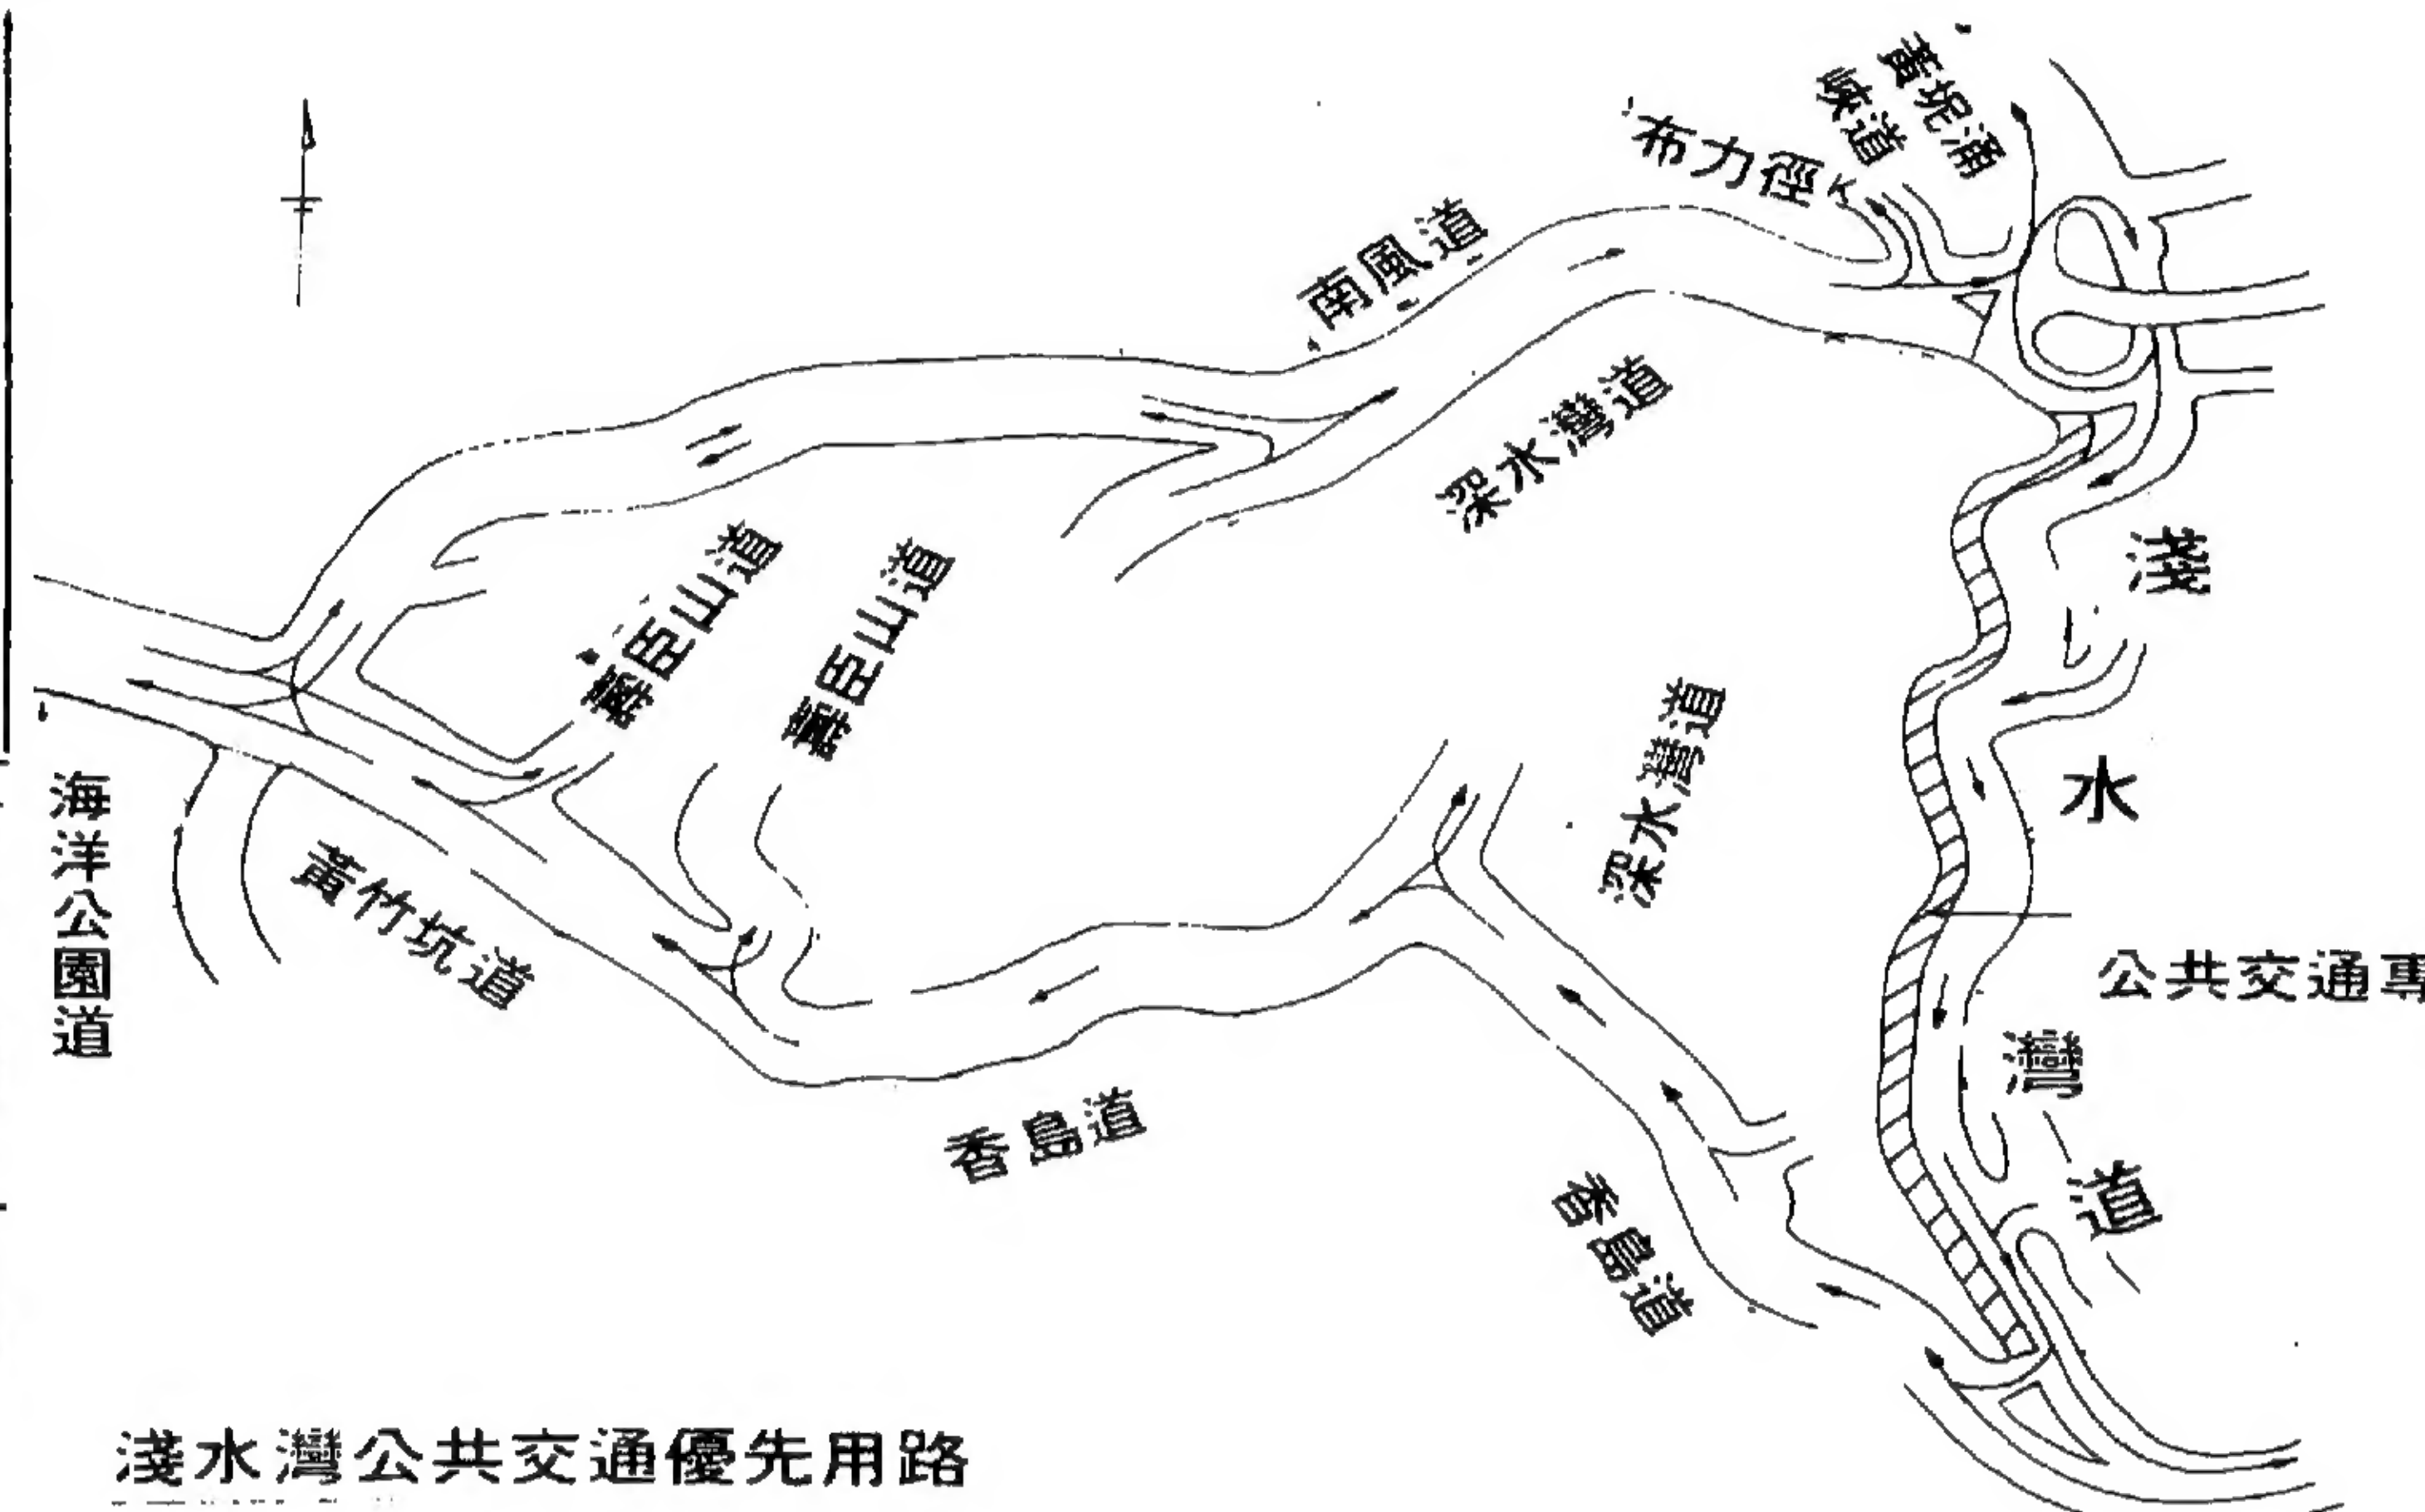 黃坭涌
峽道
布力徑
南風道
深水灣道
壽臣山道
壽臣山道
深水灣道
淺水灣道
海洋公園道
黃竹坑道
公共交通專
香島道
香島道
淺水灣公共交通優先用路